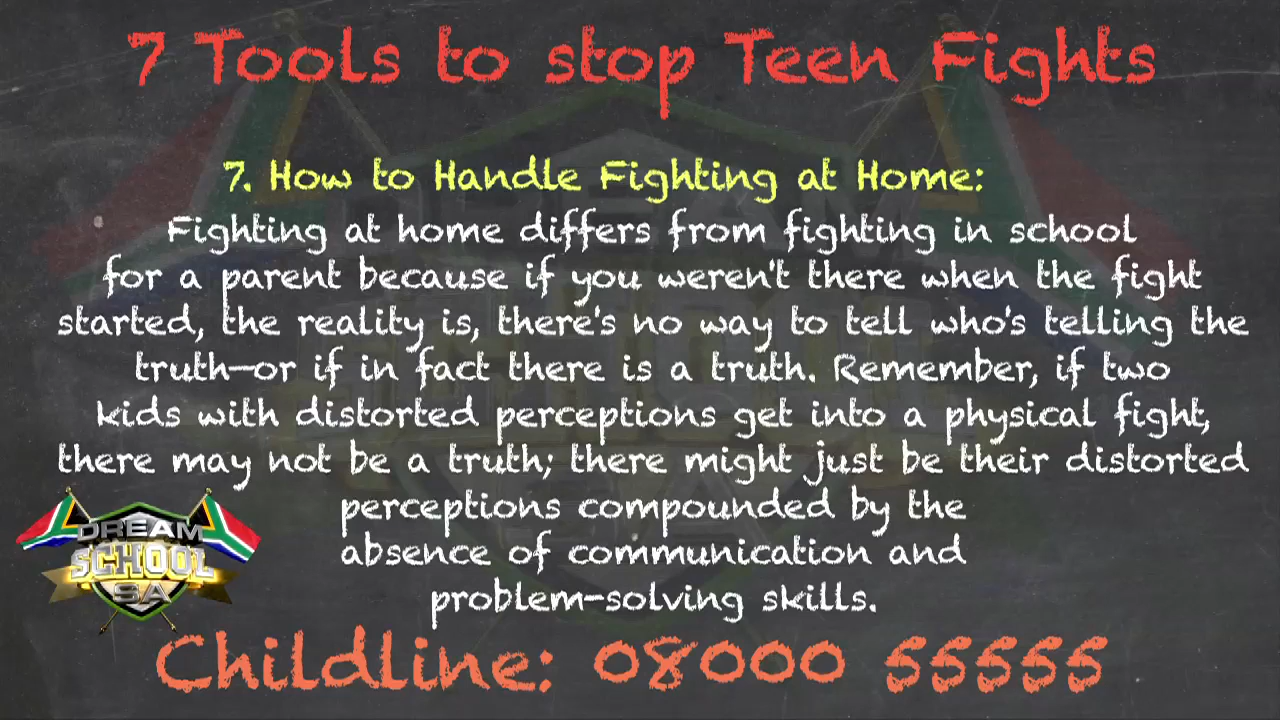 7 Tools to stop Teen Fights
7. How to Handle Fighting at Home:
Fighting at home differs from fighting in school
for a parent because if you weren't there when the fight
started, the reality is, there's no way to tell who's telling the
truth—or if in fact there is a truth. Remember, if two
kids with distorted perceptions get into a physical fight,
there may not be a truth; there might just be their distorted
perceptions compounded by the
absence of communication and
problem-solving skills.
DREAM
SCHOOL
SA
Childline: 08000 55555